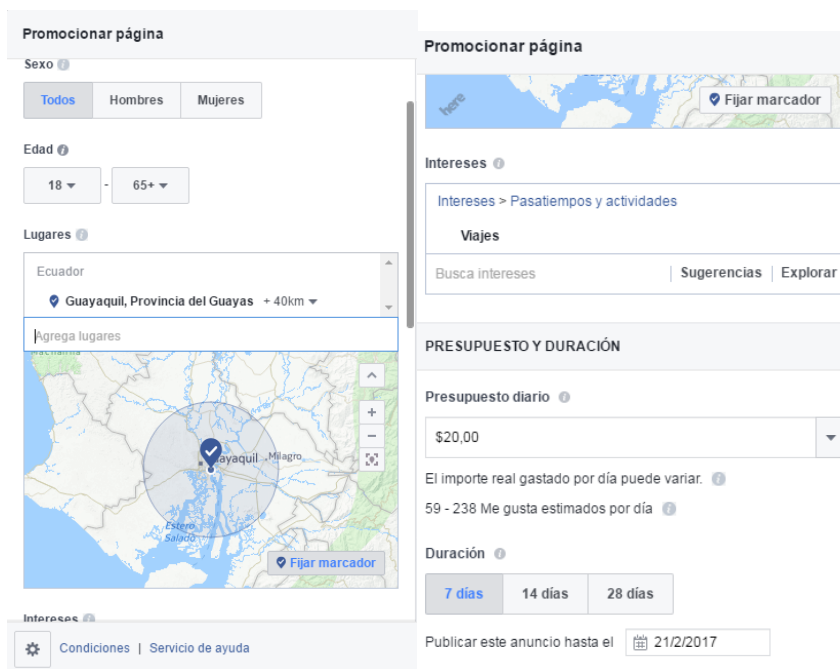 Promocionar página
Sexo
Todos Hombres Mujeres
Edad
18 - 65+
Lugares
Ecuador
Guayaquil, Provincia del Guayas + 40km
Agrega lugares
Machalilla
Guayaquil
Milagro
Estero
Salado
Fijar marcador
Intereses
Condiciones | Servicio de ayuda
Promocionar página
here
Fijar marcador
Intereses
Intereses > Pasatiempos y actividades
Viajes
Busca intereses | Sugerencias | Explorar
PRESUPUESTO Y DURACIÓN
Presupuesto diario
$20,00
El importe real gastado por día puede variar.
59 - 238 Me gusta estimados por día
Duración
7 días 14 días 28 días
Publicar este anuncio hasta el 21/2/2017